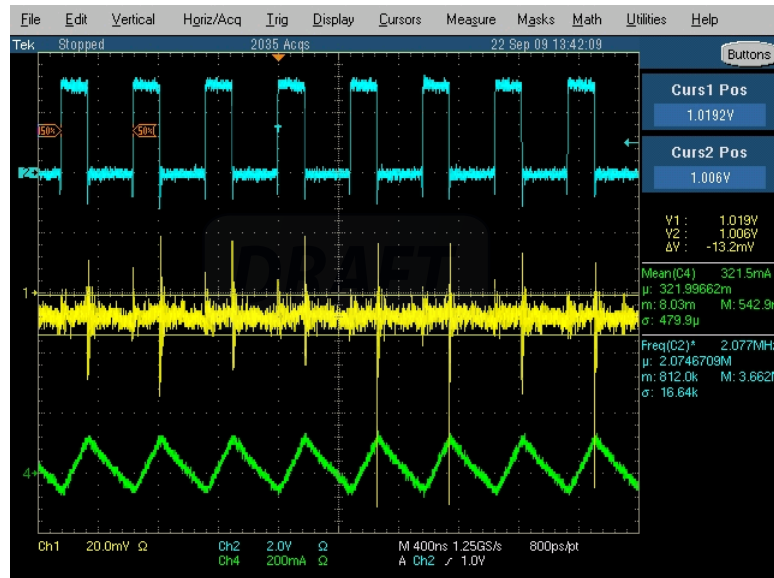 File Edit Vertical Horiz/Acq Trig Display Cursors Measure Masks Math Utilities Help
Tek Stopped 2035 Acqs 22 Sep 09 13:42:09
Buttons
Curs1 Pos
1.0192V
Curs2 Pos
1.006V
50% 50%
2
V1 : 1.019V
V2 : 1.006V
ΔV : -13.2mV
DRAFT
Mean(C4) 321.5mA
µ: 321.99662m
1
m: 8.03m M: 542.9m
σ: 479.9µ
Freq(C2)* 2.077MHz
µ: 2.0746709M
m: 812.0k M: 3.662M
σ: 16.64k
4
Ch1 20.0mV Ω Ch2 2.0V Ω M 400ns 1.25GS/s 800ps/pt
Ch4 200mA Ω A Ch2 ⁄ 1.0V